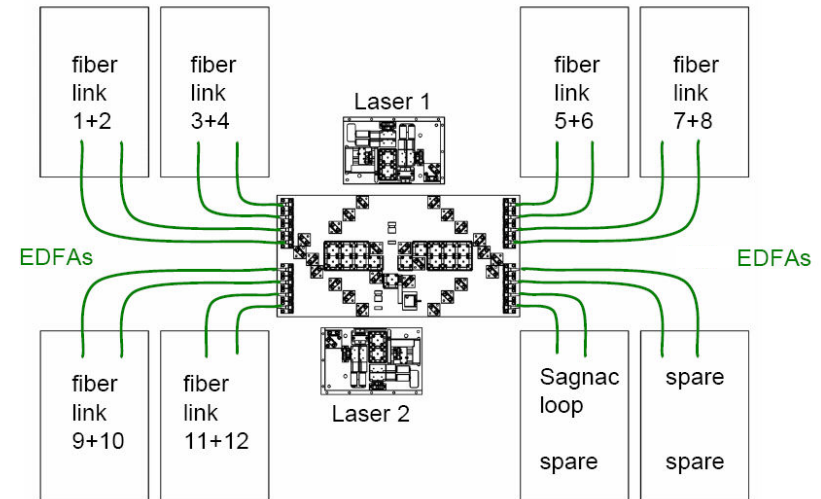 fiber
link
1+2
fiber
link
3+4
Laser 1
fiber
link
5+6
fiber
link
7+8
EDFAs
EDFAs
fiber
link
9+10
fiber
link
11+12
Laser 2
Sagnac
loop
spare
spare
spare